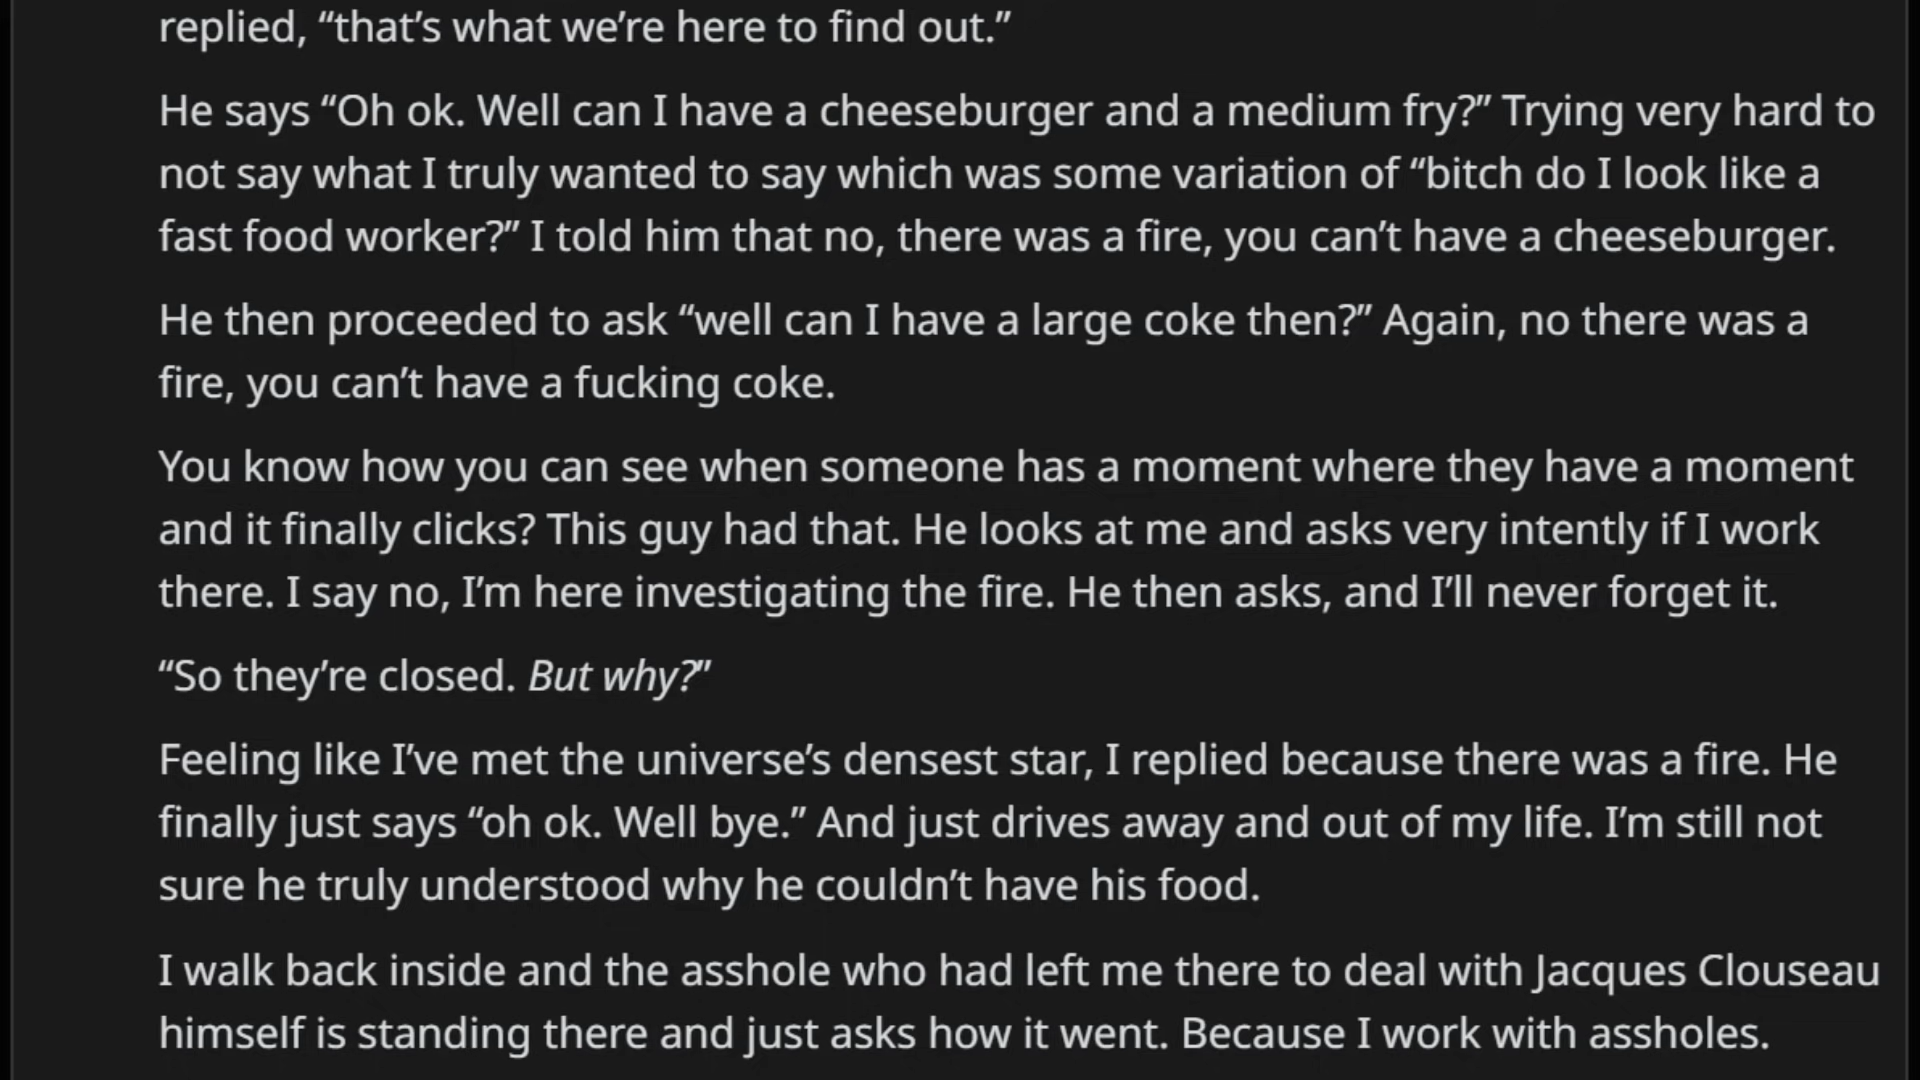 replied, “that’s what we’re here to find out.”
He says “Oh ok. Well can I have a cheeseburger and a medium fry?” Trying very hard to
not say what I truly wanted to say which was some variation of “bitch do I look like a
fast food worker?” I told him that no, there was a fire, you can’t have a cheeseburger.
He then proceeded to ask “well can I have a large coke then?” Again, no there was a
fire, you can’t have a fucking coke.
You know how you can see when someone has a moment where they have a moment
and it finally clicks? This guy had that. He looks at me and asks very intently if I work
there. I say no, I’m here investigating the fire. He then asks, and I’ll never forget it.
“So they’re closed. But why?”
Feeling like I’ve met the universe’s densest star, I replied because there was a fire. He
finally just says “oh ok. Well bye.” And just drives away and out of my life. I’m still not
sure he truly understood why he couldn’t have his food.
I walk back inside and the asshole who had left me there to deal with Jacques Clouseau
himself is standing there and just asks how it went. Because I work with assholes.